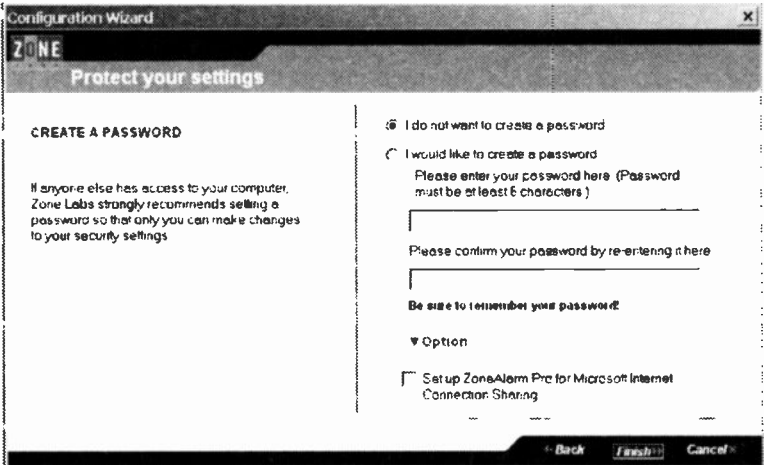 Configuration Wizard
ZONE
Protect your settings
CREATE A PASSWORD
If anyone else has access to your computer,
Zone Labs strongly recommends setting a
password so that only you can make changes
to your security settings
I do not want to create a password
I would like to create a password
Please enter your password here (Password
must be at least 6 characters )
Please confirm your password by re-entering it here
Be sure to remember your password!
Option
Set up ZoneAlarm Pro for Microsoft Internet
Connection Sharing
Back Finish Cancel